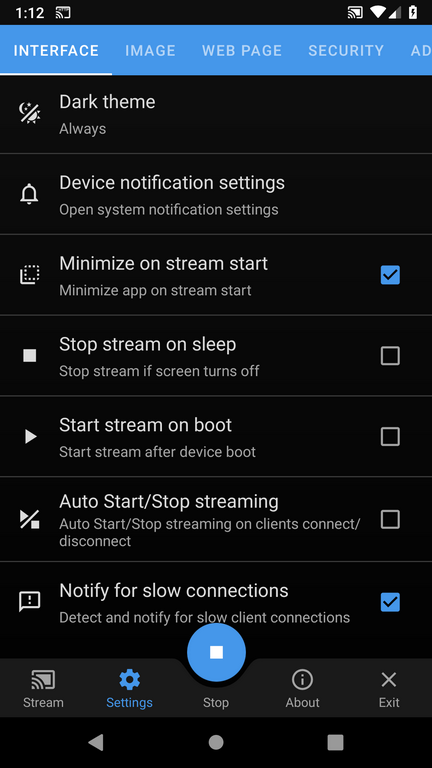 1:12
INTERFACE IMAGE WEB PAGE SECURITY AD
Dark theme
Always
Device notification settings
Open system notification settings
Minimize on stream start
Minimize app on stream start
Stop stream on sleep
Stop stream if screen turns off
Start stream on boot
Start stream after device boot
Auto Start/Stop streaming
Auto Start/Stop streaming on clients connect/
disconnect
Notify for slow connections
Detect and notify for slow client connections
Stream Settings Stop About Exit